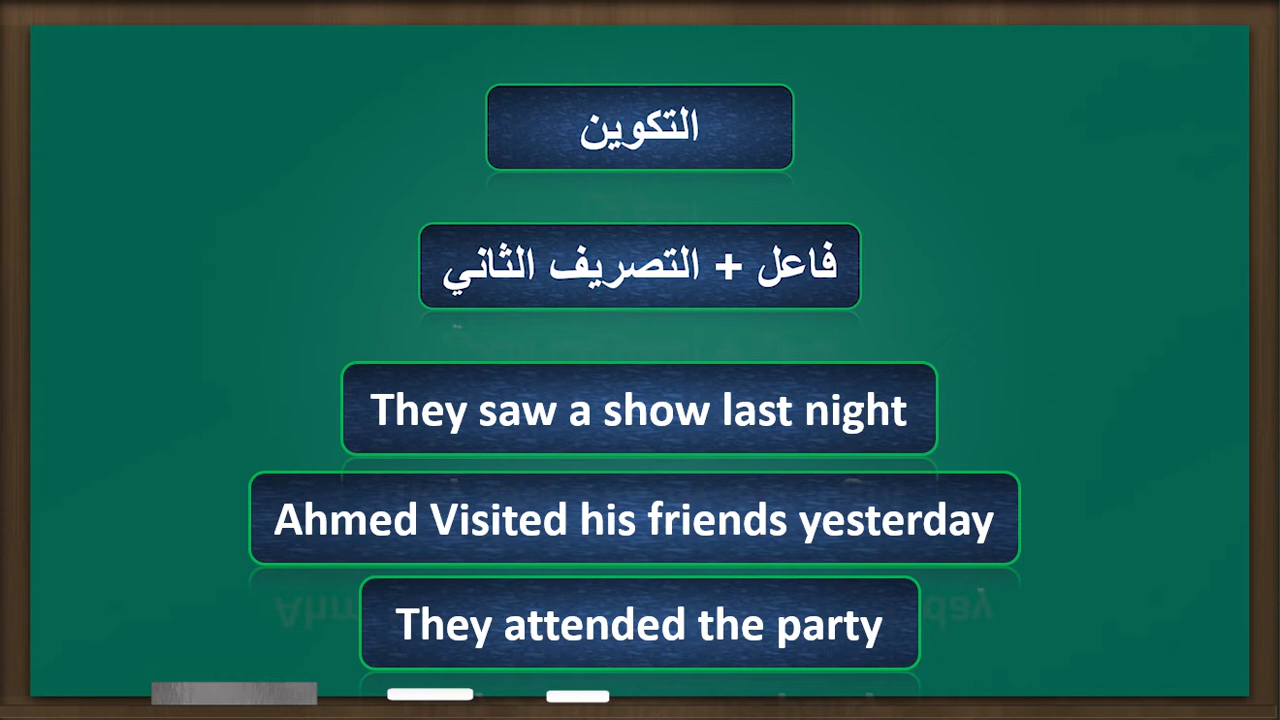 التكوين
فاعل + التصريف الثاني
They saw a show last night
Ahmed Visited his friends yesterday
They attended the party